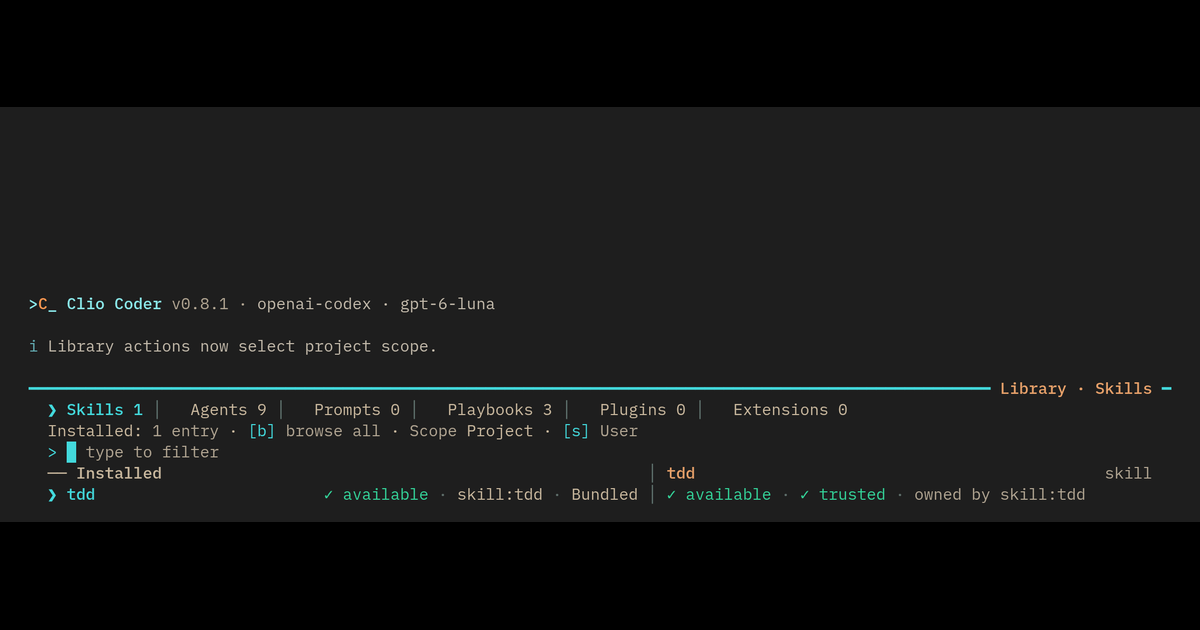 >C_ Clio Coder v0.8.1 · openai-codex · gpt-6-luna
i Library actions now select project scope.
Library · Skills
❯ Skills 1 │ Agents 9 │ Prompts 0 │ Playbooks 3 │ Plugins 0 │ Extensions 0
Installed: 1 entry · [b] browse all · Scope Project · [s] User
> type to filter
── Installed │ tdd skill
❯ tdd ✓ available · skill:tdd · Bundled │ ✓ available · ✓ trusted · owned by skill:tdd